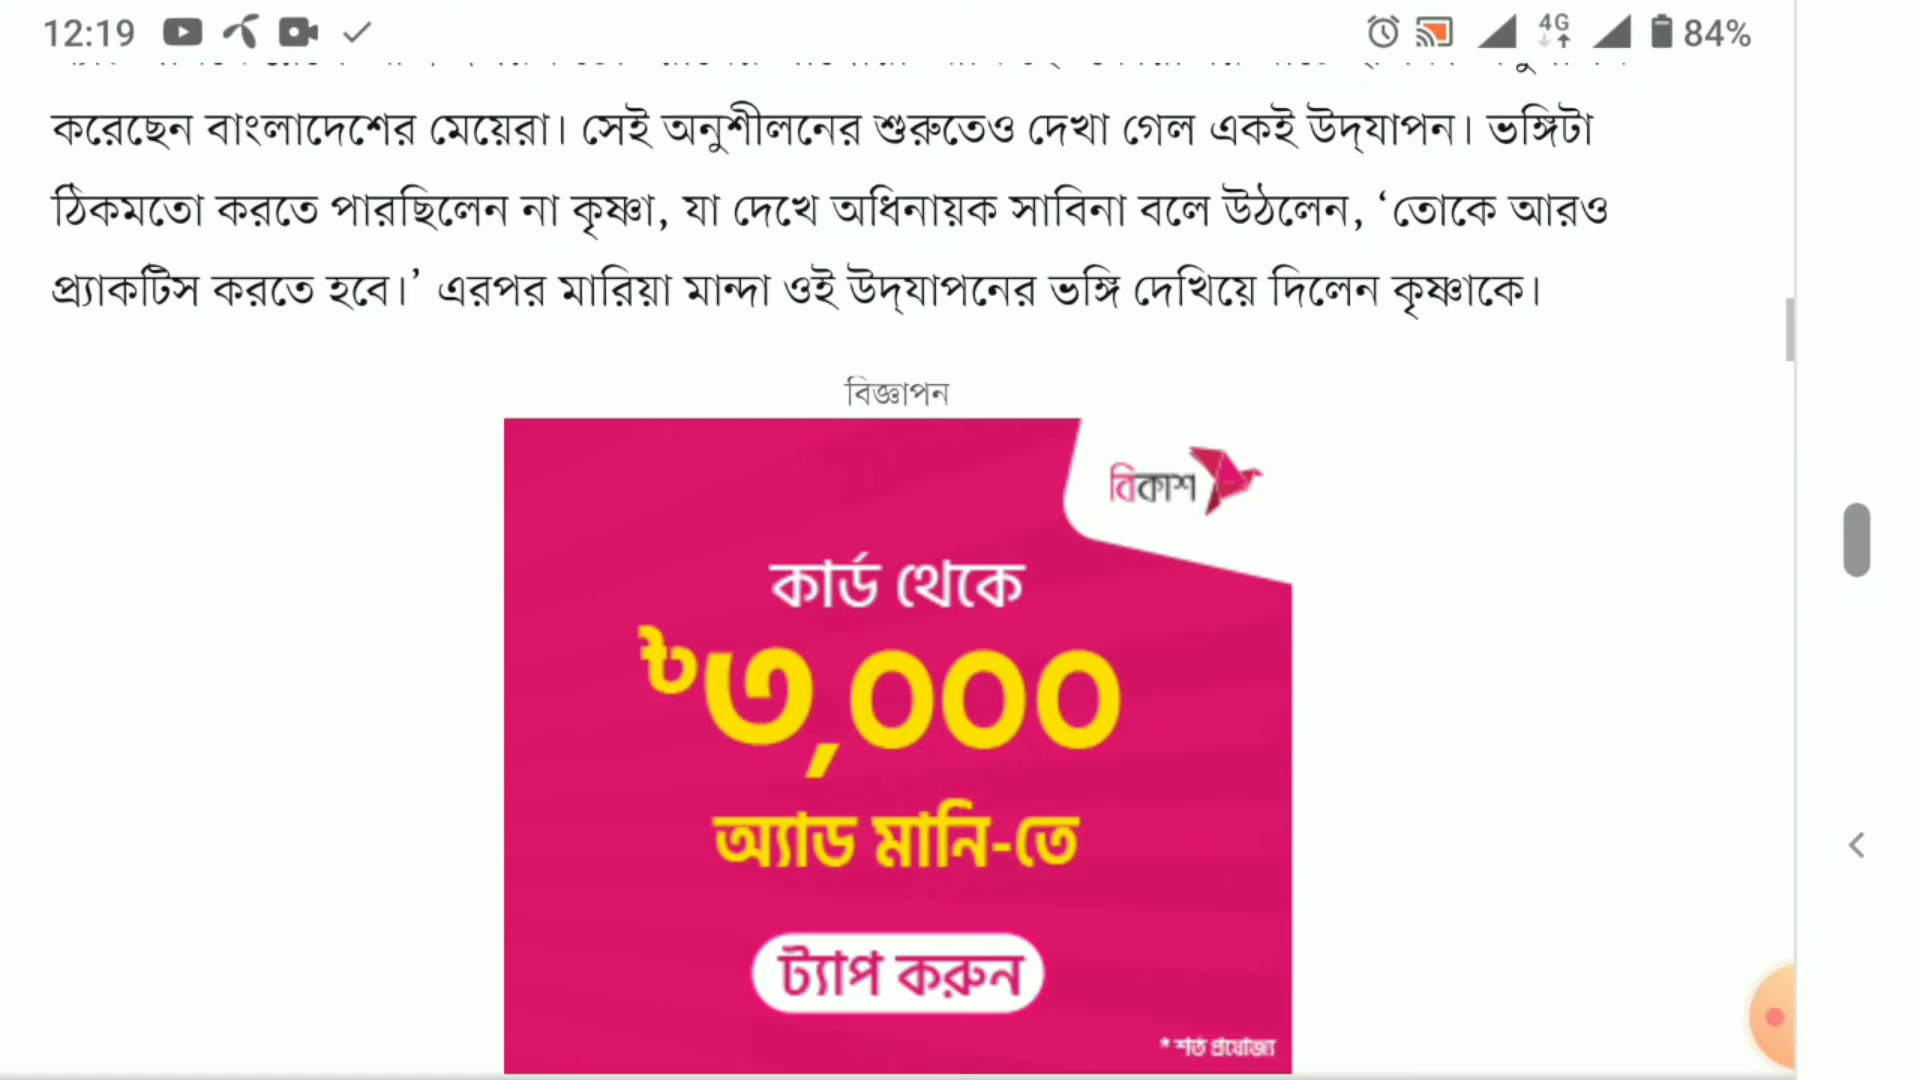 12:19 4G 84%
করেছেন বাংলাদেশের মেয়েরা। সেই অনুশীলনের শুরুতেও দেখা গেল একই উদ্‌যাপন। ভঙ্গিটা
ঠিকমতো করতে পারছিলেন না কৃষ্ণা, যা দেখে অধিনায়ক সাবিনা বলে উঠলেন, ‘তোকে আরও
প্র্যাকটিস করতে হবে।’ এরপর মারিয়া মান্দা ওই উদ্‌যাপনের ভঙ্গি দেখিয়ে দিলেন কৃষ্ণাকে।
বিজ্ঞাপন
বিকাশ
কার্ড থেকে
৳৩,০০০
অ্যাড মানি-তে
ট্যাপ করুন
* শর্ত প্রযোজ্য